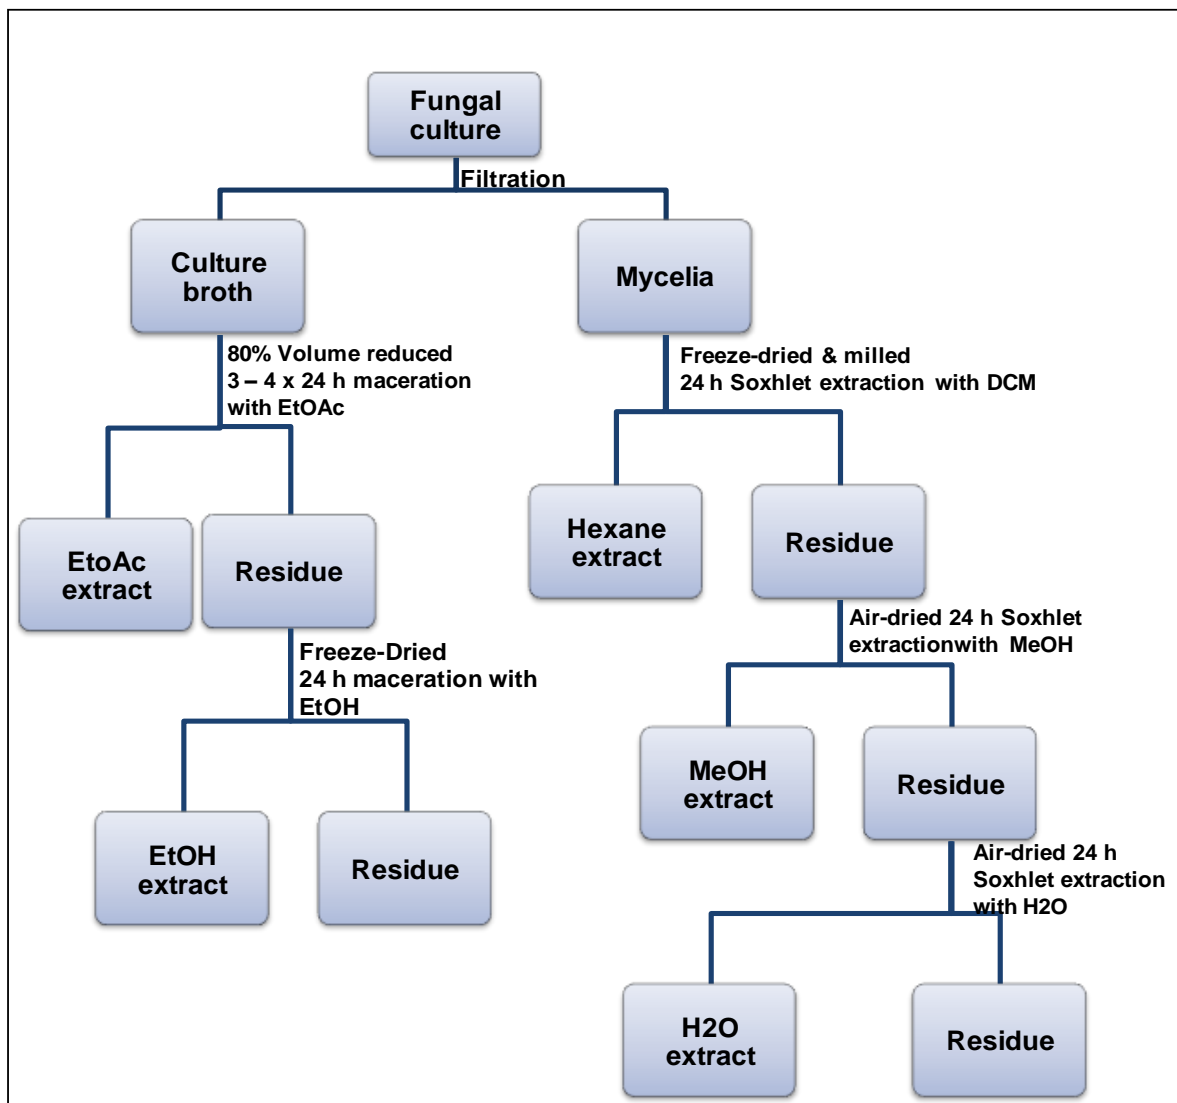 Fungal
culture
Filtration
Culture
broth
Mycelia
80% Volume reduced
3 – 4 x 24 h maceration
with EtOAc
Freeze-dried & milled
24 h Soxhlet extraction with DCM
EtoAc
extract
Residue
Hexane
extract
Residue
Freeze-Dried
24 h maceration with
EtOH
Air-dried 24 h Soxhlet
extractionwith MeOH
EtOH
extract
Residue
MeOH
extract
Residue
Air-dried 24 h
Soxhlet extraction
with H2O
H2O
extract
Residue